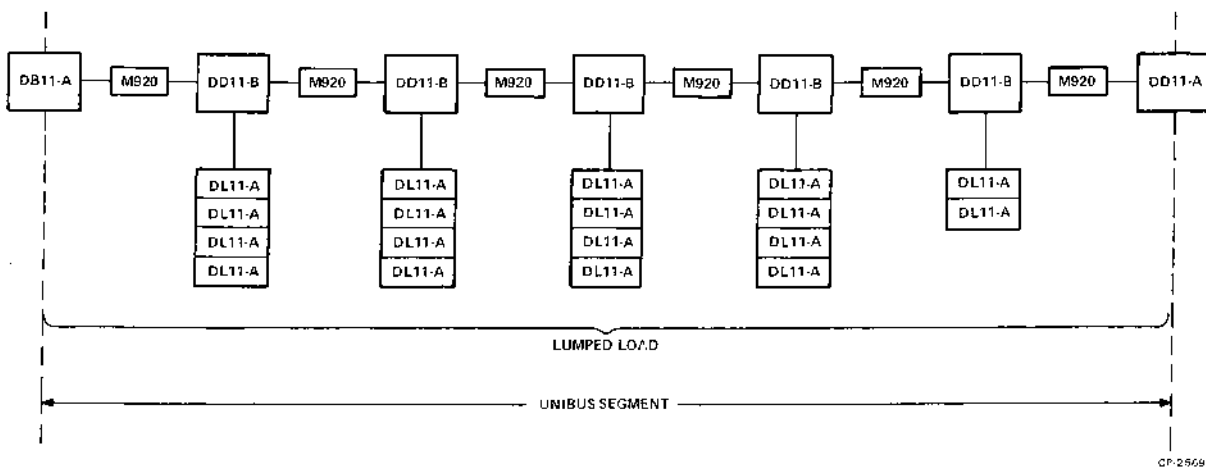 DB11-A M920 DD11-B M920 DD11-B M920 DD11-B M920 DD11-B M920 DD11-B M920 DD11-A
DL11-A DL11-A DL11-A DL11-A DL11-A
DL11-A DL11-A DL11-A DL11-A DL11-A
DL11-A DL11-A DL11-A DL11-A
DL11-A DL11-A DL11-A DL11-A
LUMPED LOAD
UNIBUS SEGMENT
CP-2569